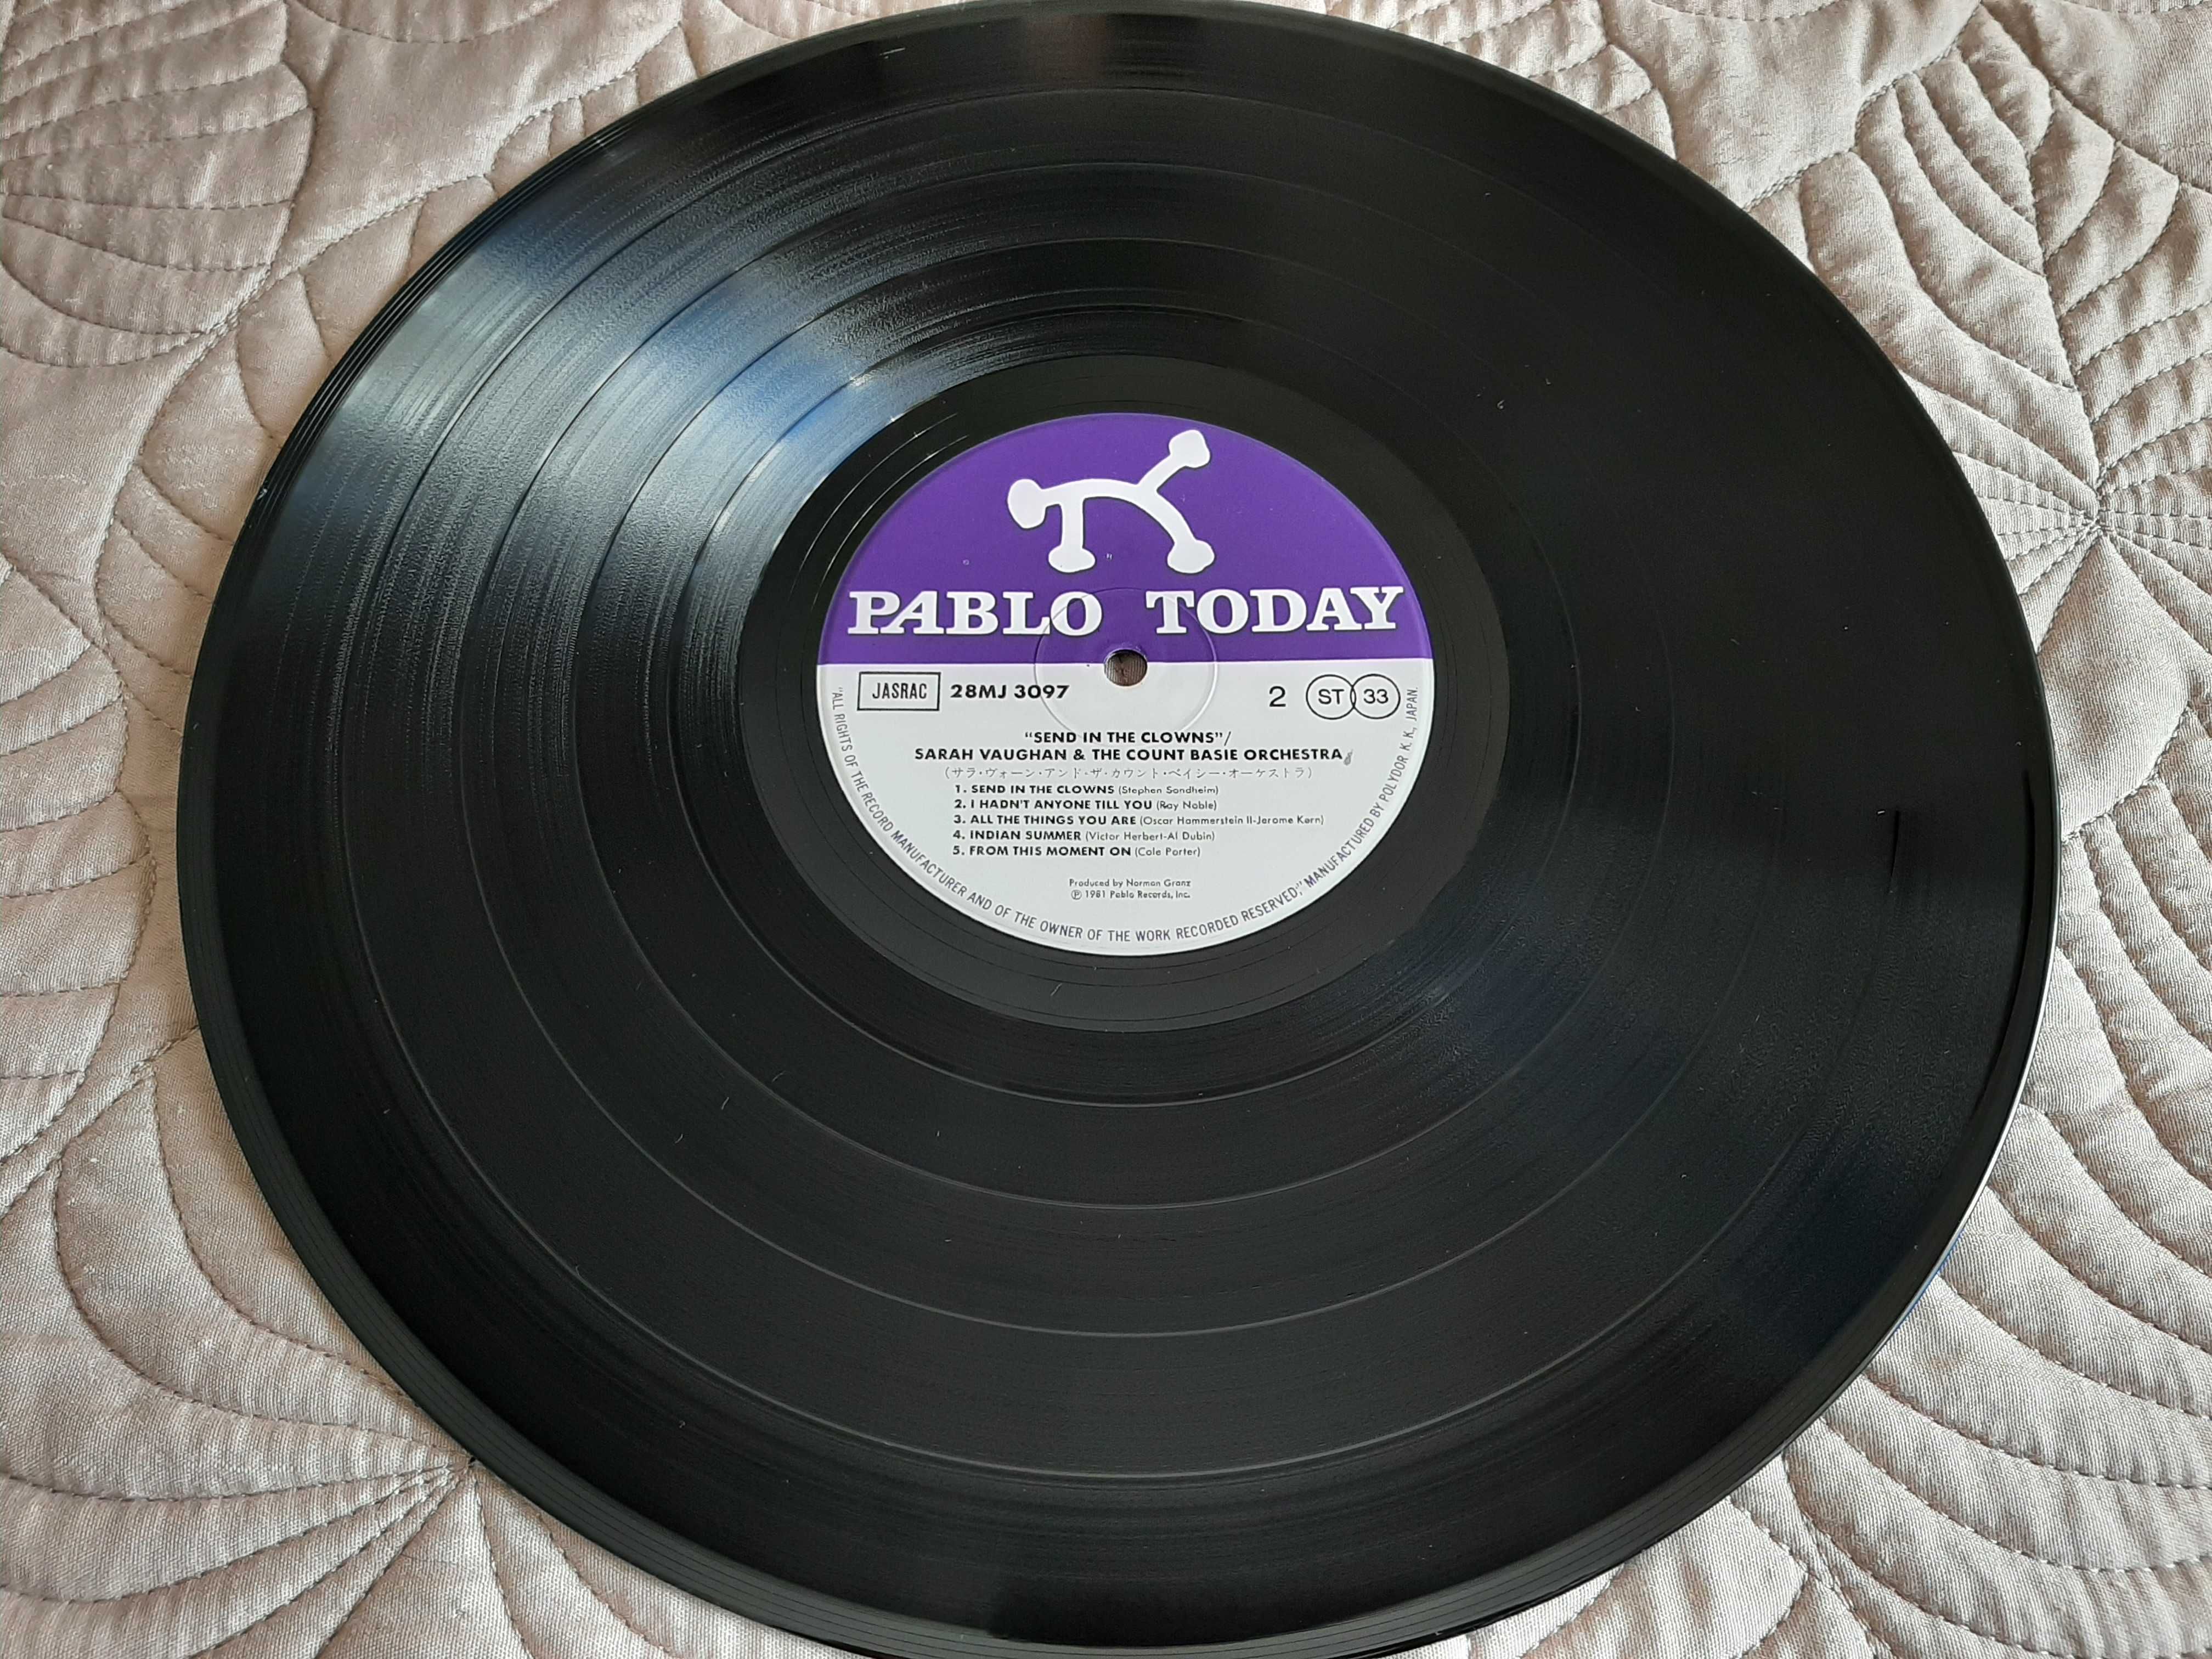 PABLO TODAY
JASRAC 28MJ 3097 2 ST 33
"SEND IN THE CLOWNS"/
SARAH VAUGHAN & THE COUNT BASIE ORCHESTRA
(サラ・ヴォーン・アンド・ザ・カウント・ベイシー・オーケストラ)
1. SEND IN THE CLOWNS (Stephen Sondheim)
2. I HADN'T ANYONE TILL YOU (Ray Noble)
3. ALL THE THINGS YOU ARE (Oscar Hammerstein II-Jerome Kern)
4. INDIAN SUMMER (Victor Herbert-Al Dubin)
5. FROM THIS MOMENT ON (Cole Porter)
Produced by Norman Granz
℗ 1981 Pablo Records, Inc.
"ALL RIGHTS OF THE RECORD MANUFACTURER AND OF THE OWNER OF THE WORK RECORDED RESERVED;" MANUFACTURED BY POLYDOR K. K., JAPAN.